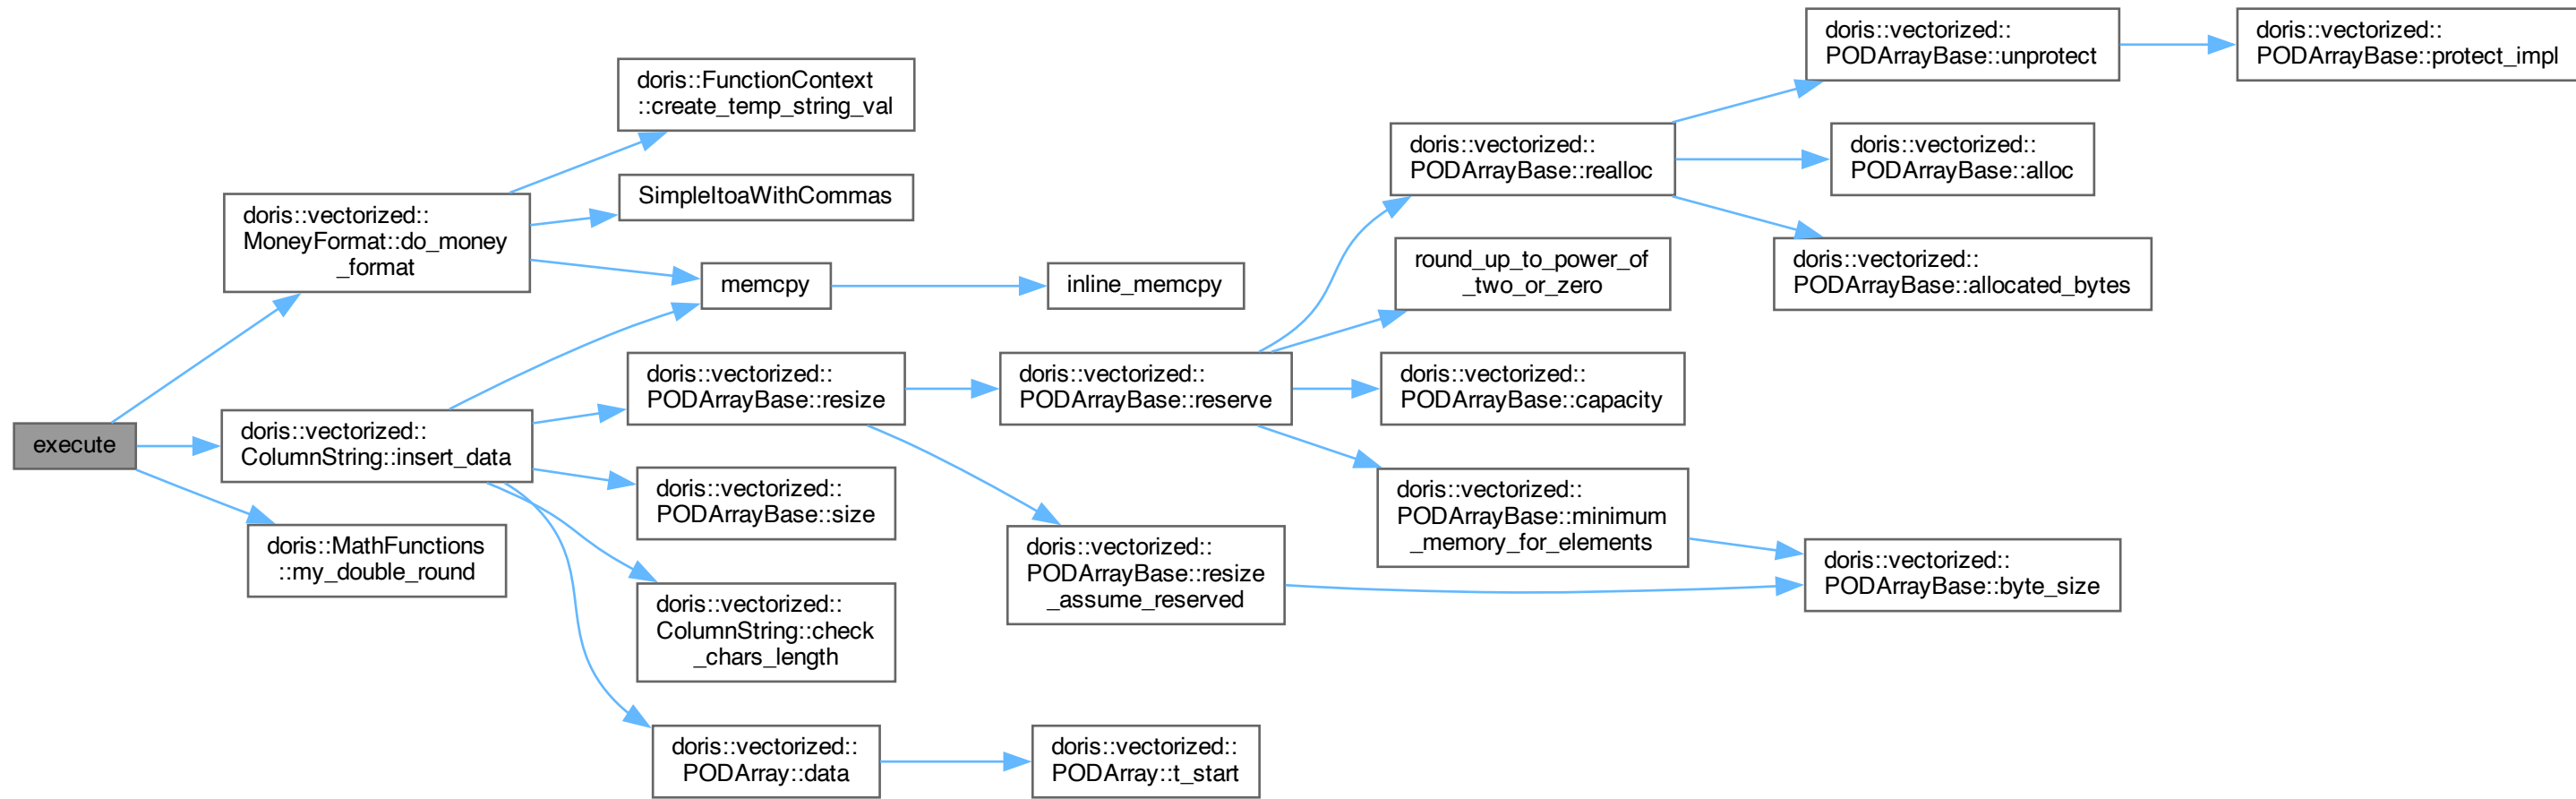 execute
doris::vectorized::
MoneyFormat::do_money
_format
doris::vectorized::
ColumnString::insert_data
doris::MathFunctions
::my_double_round
doris::FunctionContext
::create_temp_string_val
SimpleItoaWithCommas
memcpy
doris::vectorized::
PODArrayBase::resize
doris::vectorized::
PODArrayBase::size
doris::vectorized::
ColumnString::check
_chars_length
doris::vectorized::
PODArray::data
inline_memcpy
doris::vectorized::
PODArrayBase::reserve
doris::vectorized::
PODArrayBase::resize
_assume_reserved
doris::vectorized::
PODArray::t_start
doris::vectorized::
PODArrayBase::realloc
round_up_to_power_of
_two_or_zero
doris::vectorized::
PODArrayBase::capacity
doris::vectorized::
PODArrayBase::minimum
_memory_for_elements
doris::vectorized::
PODArrayBase::unprotect
doris::vectorized::
PODArrayBase::alloc
doris::vectorized::
PODArrayBase::allocated_bytes
doris::vectorized::
PODArrayBase::byte_size
doris::vectorized::
PODArrayBase::protect_impl